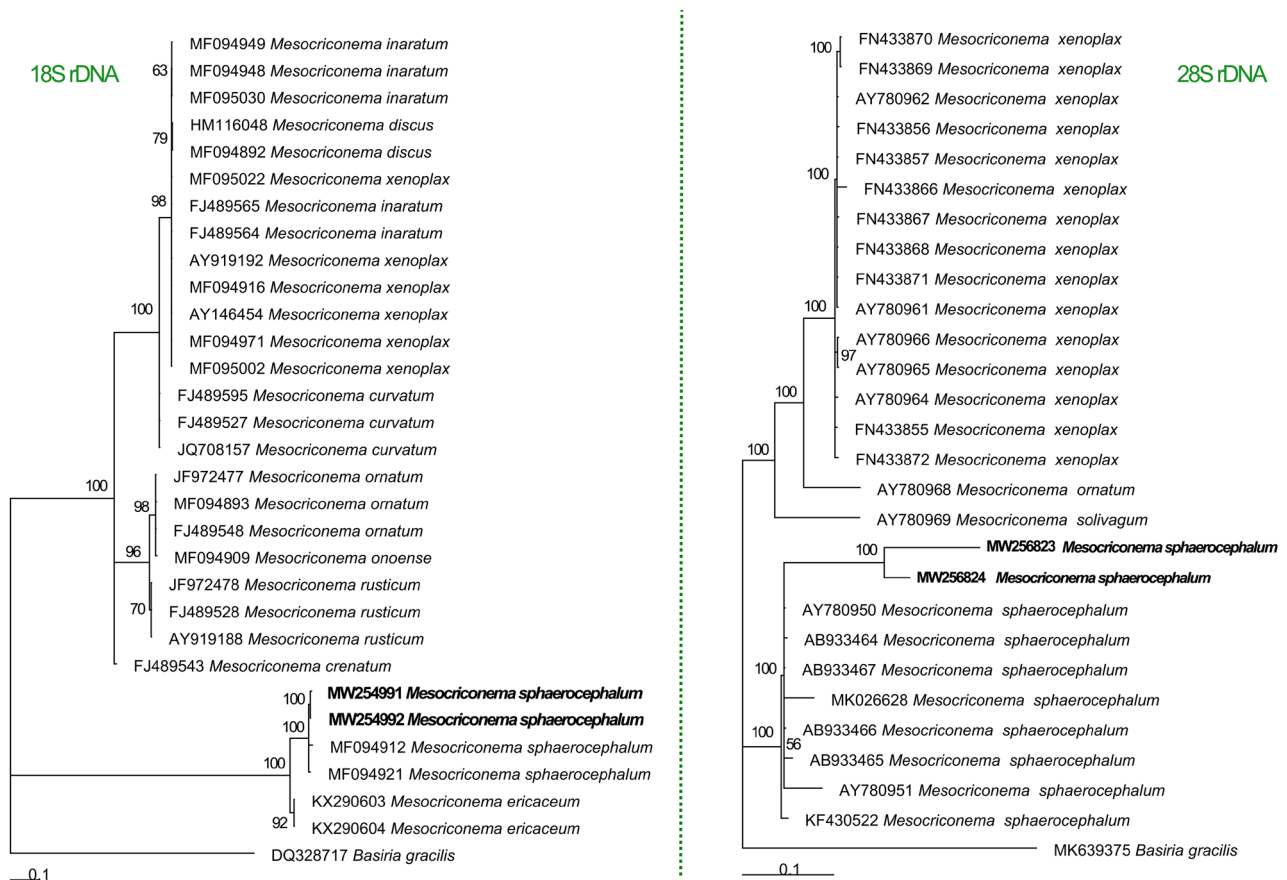 18S rDNA
MF094949 Mesocriconema inaratum
63
MF094948 Mesocriconema inaratum
MF095030 Mesocriconema inaratum
HM116048 Mesocriconema discus
79
MF094892 Mesocriconema discus
MF095022 Mesocriconema xenoplax
98
FJ489565 Mesocriconema inaratum
FJ489564 Mesocriconema inaratum
AY919192 Mesocriconema xenoplax
MF094916 Mesocriconema xenoplax
100
AY146454 Mesocriconema xenoplax
MF094971 Mesocriconema xenoplax
MF095002 Mesocriconema xenoplax
FJ489595 Mesocriconema curvatum
FJ489527 Mesocriconema curvatum
JQ708157 Mesocriconema curvatum
JF972477 Mesocriconema ornatum
100
98
MF094893 Mesocriconema ornatum
FJ489548 Mesocriconema ornatum
96
MF094909 Mesocriconema onoense
JF972478 Mesocriconema rusticum
70
FJ489528 Mesocriconema rusticum
AY919188 Mesocriconema rusticum
FJ489543 Mesocriconema crenatum
100
MW254991 Mesocriconema sphaerocephalum
100
MW254992 Mesocriconema sphaerocephalum
MF094912 Mesocriconema sphaerocephalum
100
MF094921 Mesocriconema sphaerocephalum
KX290603 Mesocriconema ericaceum
92
KX290604 Mesocriconema ericaceum
DQ328717 Basiria gracilis
0.1
28S rDNA
FN433870 Mesocriconema xenoplax
100
FN433869 Mesocriconema xenoplax
AY780962 Mesocriconema xenoplax
FN433856 Mesocriconema xenoplax
FN433857 Mesocriconema xenoplax
100
FN433866 Mesocriconema xenoplax
FN433867 Mesocriconema xenoplax
FN433868 Mesocriconema xenoplax
FN433871 Mesocriconema xenoplax
100
AY780961 Mesocriconema xenoplax
AY780966 Mesocriconema xenoplax
97
AY780965 Mesocriconema xenoplax
100
AY780964 Mesocriconema xenoplax
FN433855 Mesocriconema xenoplax
100
FN433872 Mesocriconema xenoplax
AY780968 Mesocriconema ornatum
AY780969 Mesocriconema solivagum
100
MW256823 Mesocriconema sphaerocephalum
MW256824 Mesocriconema sphaerocephalum
AY780950 Mesocriconema sphaerocephalum
AB933464 Mesocriconema sphaerocephalum
100
AB933467 Mesocriconema sphaerocephalum
MK026628 Mesocriconema sphaerocephalum
100
AB933466 Mesocriconema sphaerocephalum
56
AB933465 Mesocriconema sphaerocephalum
AY780951 Mesocriconema sphaerocephalum
KF430522 Mesocriconema sphaerocephalum
MK639375 Basiria gracilis
0.1